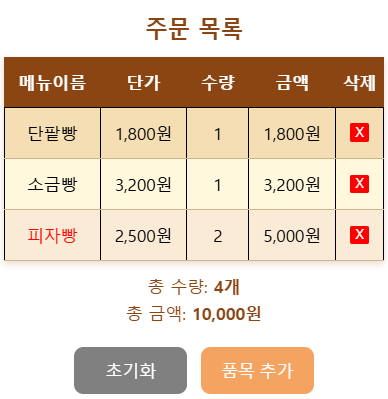 주문 목록
메뉴이름 단가 수량 금액 삭제
단팥빵 1,800원 1 1,800원 X
소금빵 3,200원 1 3,200원 X
피자빵 2,500원 2 5,000원 X
총 수량: 4개
총 금액: 10,000원
초기화 품목 추가